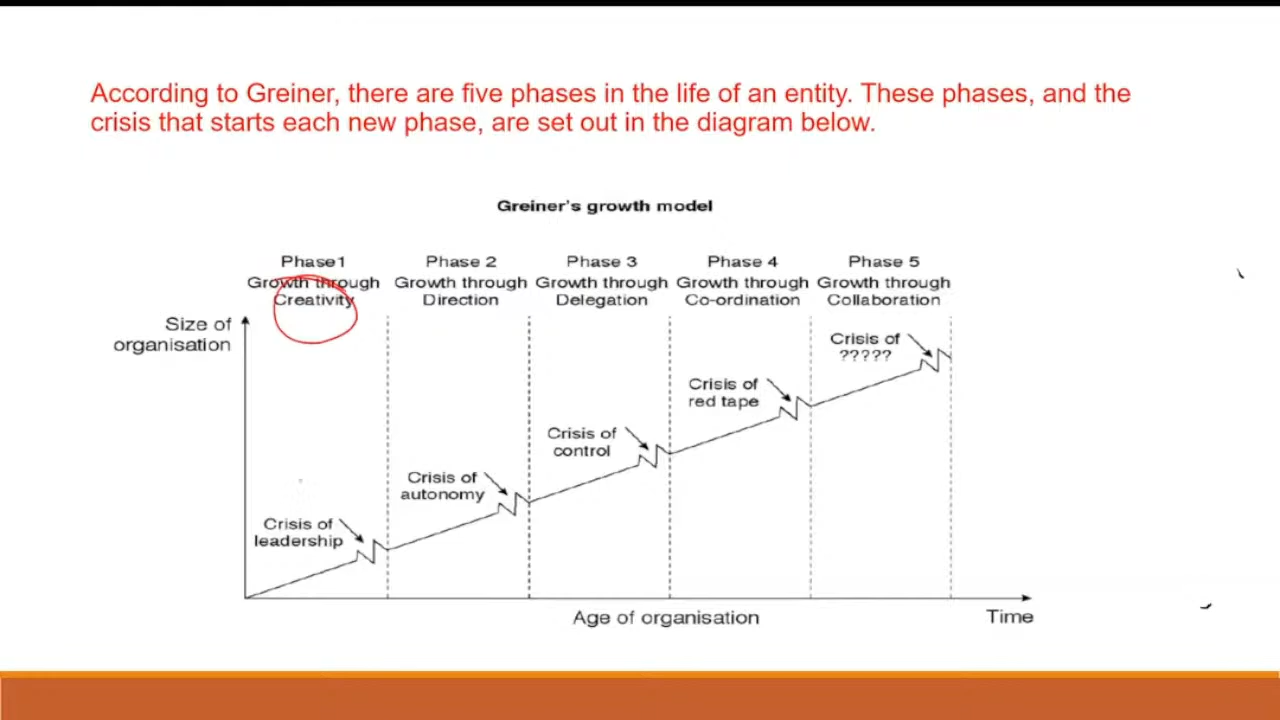 According to Greiner, there are five phases in the life of an entity. These phases, and the
crisis that starts each new phase, are set out in the diagram below.
Greiner's growth model
Phase1
Growth through
Creativity
Phase 2
Growth through
Direction
Phase 3
Growth through
Delegation
Phase 4
Growth through
Co-ordination
Phase 5
Growth through
Collaboration
Size of
organisation
Crisis of
?????
Crisis of
red tape
Crisis of
control
Crisis of
autonomy
Crisis of
leadership
Age of organisation
Time